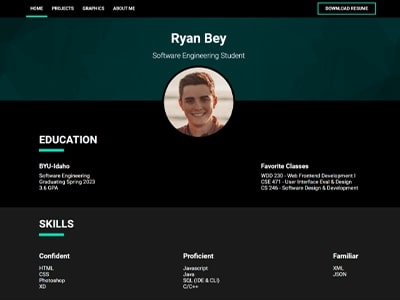 HOME PROJECTS GRAPHICS ABOUT ME DOWNLOAD RESUME
Ryan Bey
Software Engineering Student
EDUCATION
BYU-Idaho
Software Engineering
Graduating Spring 2023
3.6 GPA
Favorite Classes
WDD 230 - Web Frontend Development I
CSE 471 - User Interface Eval & Design
CS 246 - Software Design & Development
SKILLS
Confident
HTML
CSS
Photoshop
XD
Proficient
Javascript
Java
SQL (IDE & CLI)
C/C++
Familiar
XML
JSON